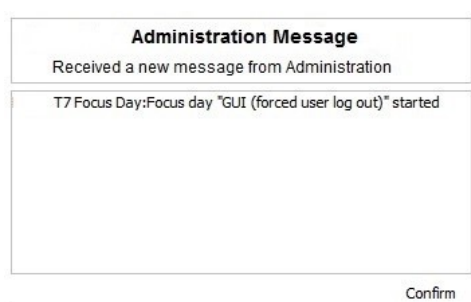 Administration Message
Received a new message from Administration
T7 Focus Day:Focus day "GUI (forced user log out)" started
Confirm